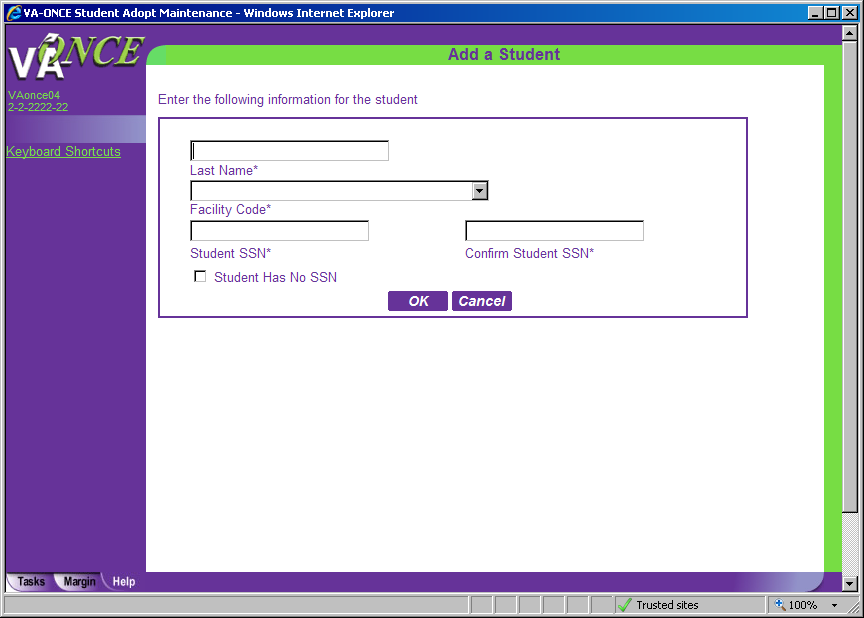 VA-ONCE Student Adopt Maintenance - Windows Internet Explorer
VA ONCE
Add a Student
VAonce04
2-2-2222-22
Keyboard Shortcuts
Enter the following information for the student
Last Name*
Facility Code*
Student SSN* Confirm Student SSN*
Student Has No SSN
OK Cancel
Tasks Margin Help
Trusted sites 100%